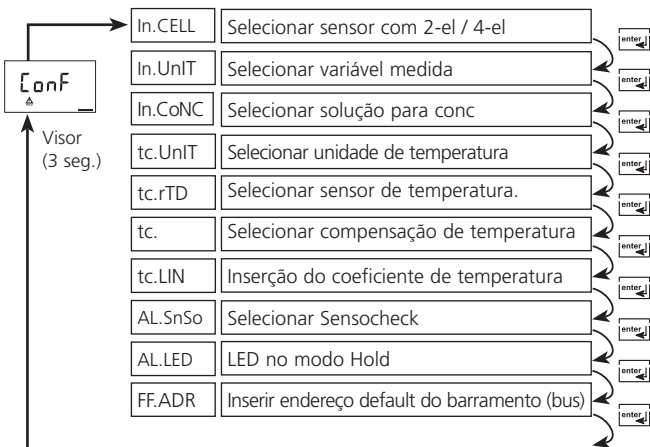 In.CELL Selecionar sensor com 2-el / 4-el
enter
In.UnIT Selecionar variável medida
enter
ConF
In.CoNC Selecionar solução para conc
enter
Visor
(3 seg.)
tc.UnIT Selecionar unidade de temperatura
enter
tc.rTD Selecionar sensor de temperatura.
enter
tc. Selecionar compensação de temperatura
enter
tc.LIN Inserção do coeficiente de temperatura
enter
AL.SnSo Selecionar Sensocheck
enter
AL.LED LED no modo Hold
enter
FF.ADR Inserir endereço default do barramento (bus)
enter